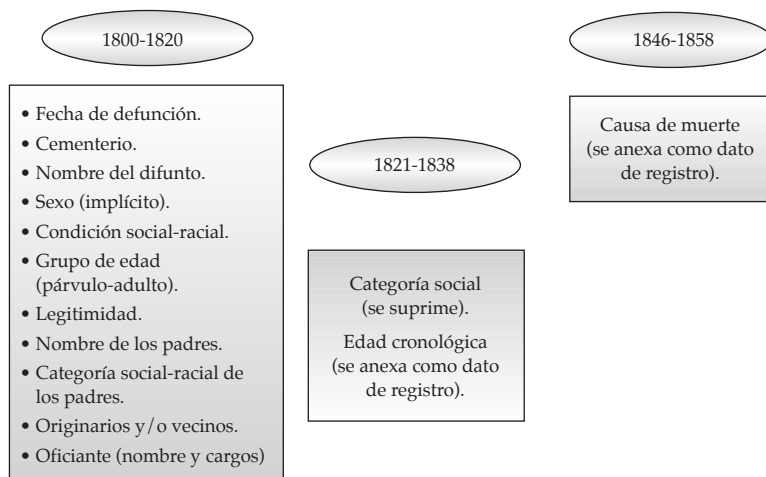 1800-1820
• Fecha de defunción.
• Cementerio.
• Nombre del difunto.
• Sexo (implícito).
• Condición social-racial.
• Grupo de edad
(párvulo-adulto).
• Legitimidad.
• Nombre de los padres.
• Categoría social-racial de
los padres.
• Originarios y/o vecinos.
• Oficiante (nombre y cargos)
1821-1838
Categoría social
(se suprime).
Edad cronológica
(se anexa como dato
de registro).
1846-1858
Causa de muerte
(se anexa como dato
de registro).